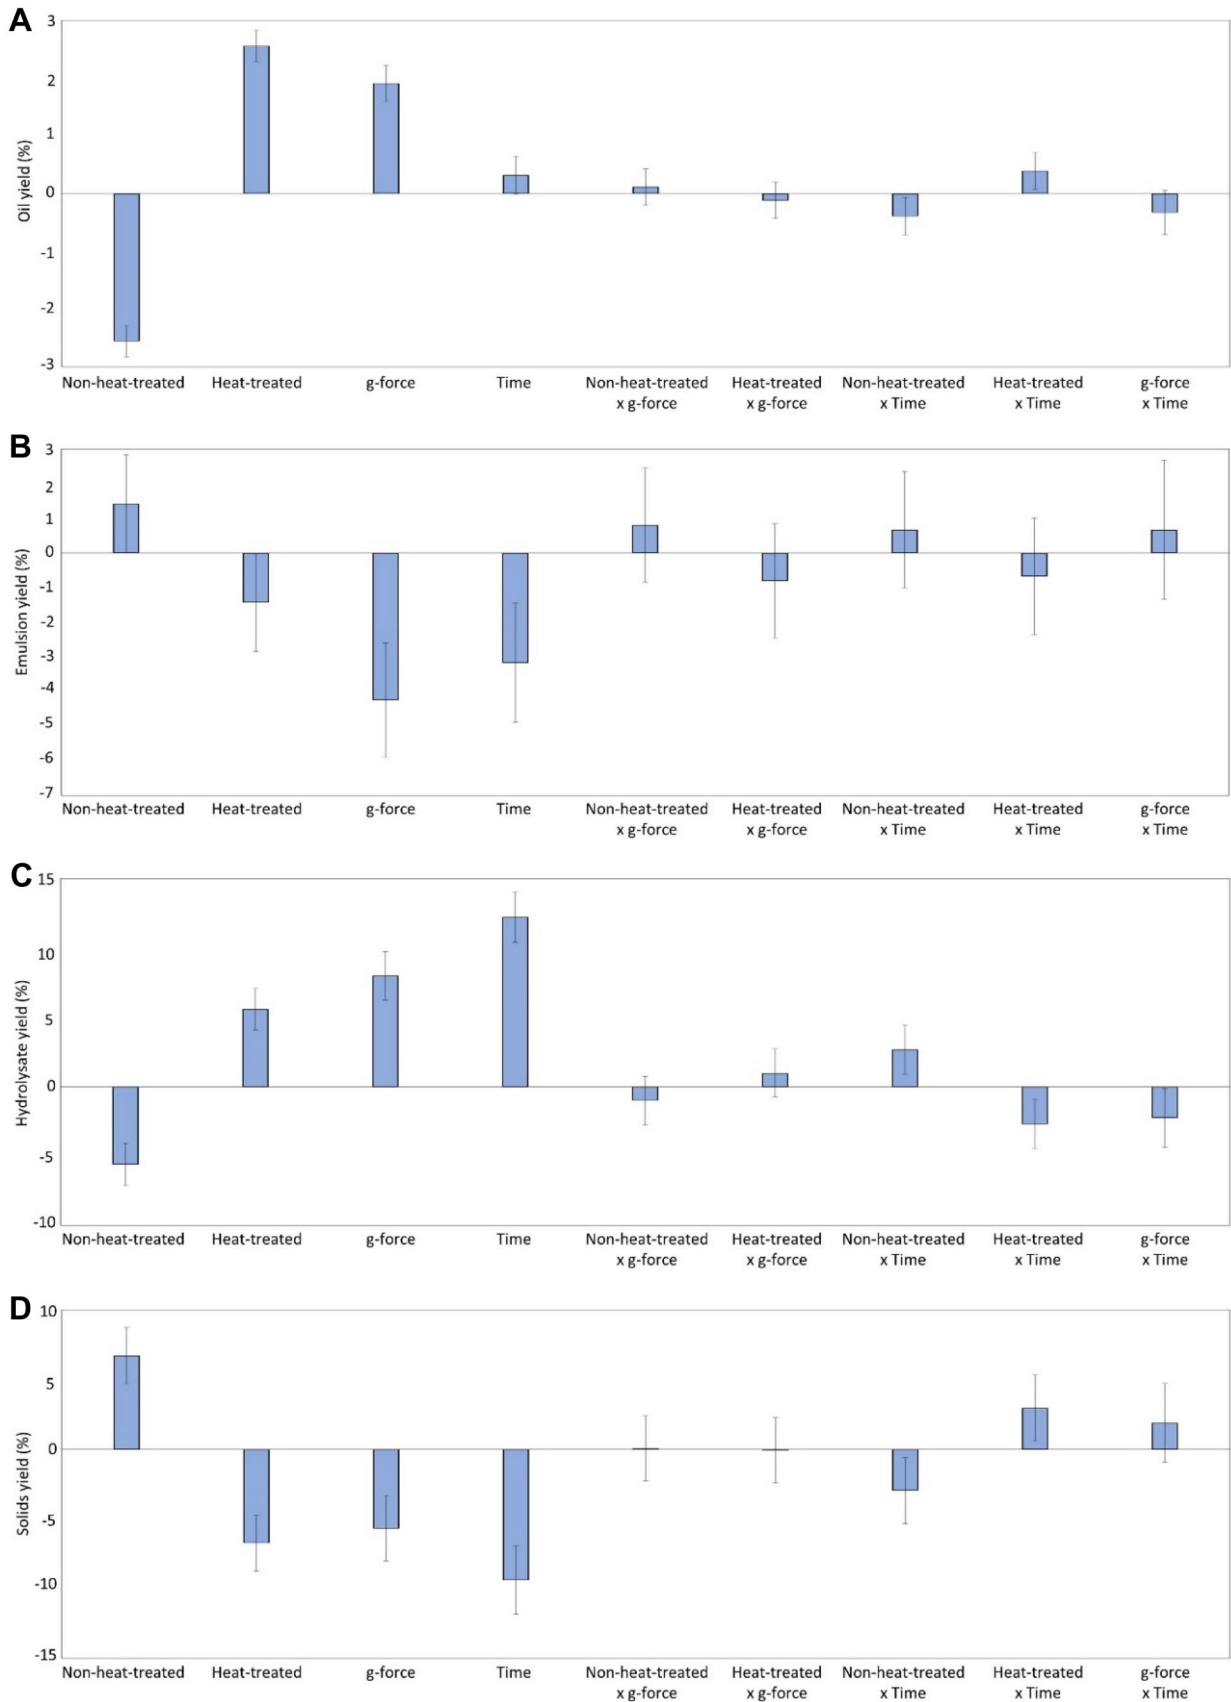 A
3
2
1
0
-1
-2
-3
Oil yield (%)
Non-heat-treated
Heat-treated
g-force
Time
Non-heat-treated
x g-force
Heat-treated
x g-force
Non-heat-treated
x Time
Heat-treated
x Time
g-force
x Time
B
3
2
1
0
-1
-2
-3
-4
-5
-6
-7
Emulsion yield (%)
Non-heat-treated
Heat-treated
g-force
Time
Non-heat-treated
x g-force
Heat-treated
x g-force
Non-heat-treated
x Time
Heat-treated
x Time
g-force
x Time
C
15
10
5
0
-5
-10
Hydrolysate yield (%)
Non-heat-treated
Heat-treated
g-force
Time
Non-heat-treated
x g-force
Heat-treated
x g-force
Non-heat-treated
x Time
Heat-treated
x Time
g-force
x Time
D
10
5
0
-5
-10
-15
Solids yield (%)
Non-heat-treated
Heat-treated
g-force
Time
Non-heat-treated
x g-force
Heat-treated
x g-force
Non-heat-treated
x Time
Heat-treated
x Time
g-force
x Time